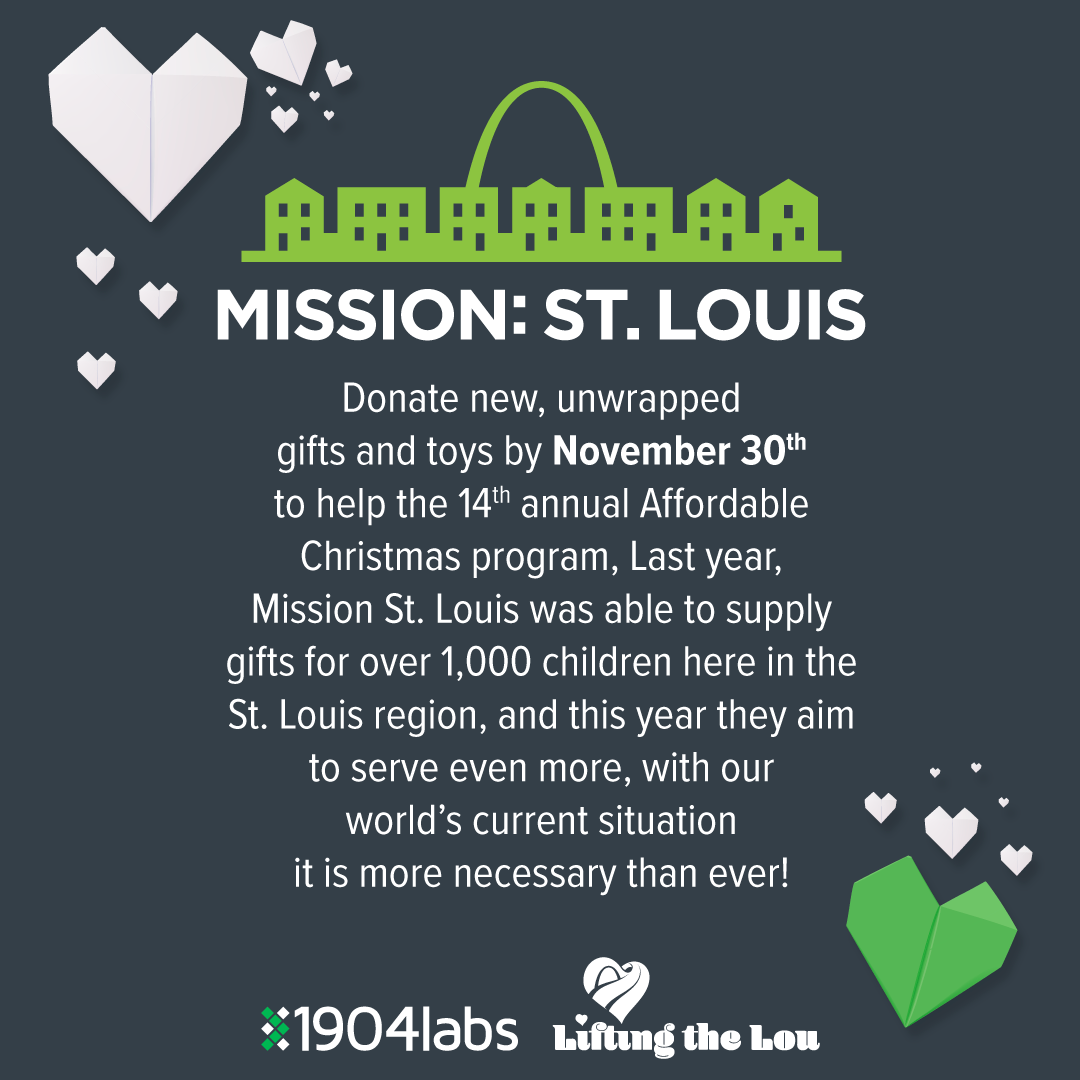 MISSION: ST. LOUIS
Donate new, unwrapped
gifts and toys by November 30th
to help the 14th annual Affordable
Christmas program, Last year,
Mission St. Louis was able to supply
gifts for over 1,000 children here in the
St. Louis region, and this year they aim
to serve even more, with our
world's current situation
it is more necessary than ever!
1904labs
Lifting the Lou